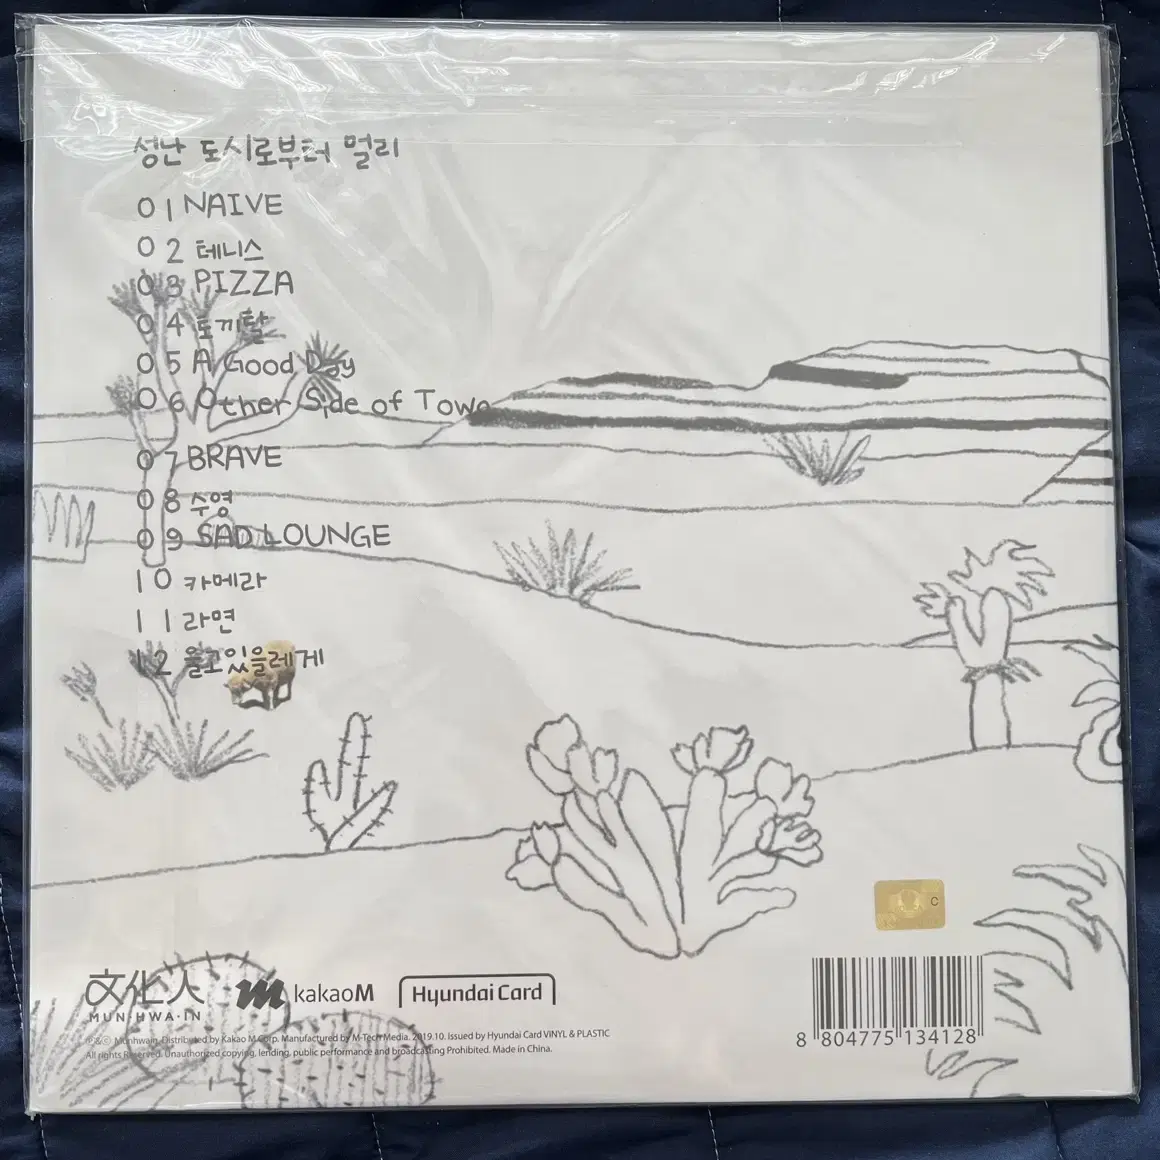 성난 도시로부터 멀리
01 NAIVE
02 테니스
03 PIZZA
04 토끼탈
05 A Good Day
06 Other Side of Town
07 BRAVE
08 수영
09 SAD LOUNGE
10 카메라
11 라면
12 울고있을레게
文化人
MUN·HWA·IN
m kakaoM
Hyundai Card
Munhwain. Distributed by Kakao M Corp. Manufactured by M-Tech Media. 2019.10. Issued by Hyundai Card VINYL & PLASTIC
All rights Reserved. Unauthorized copying, lending, public performance and broadcasting Prohibited. Made in China.
C
8 804775 134128